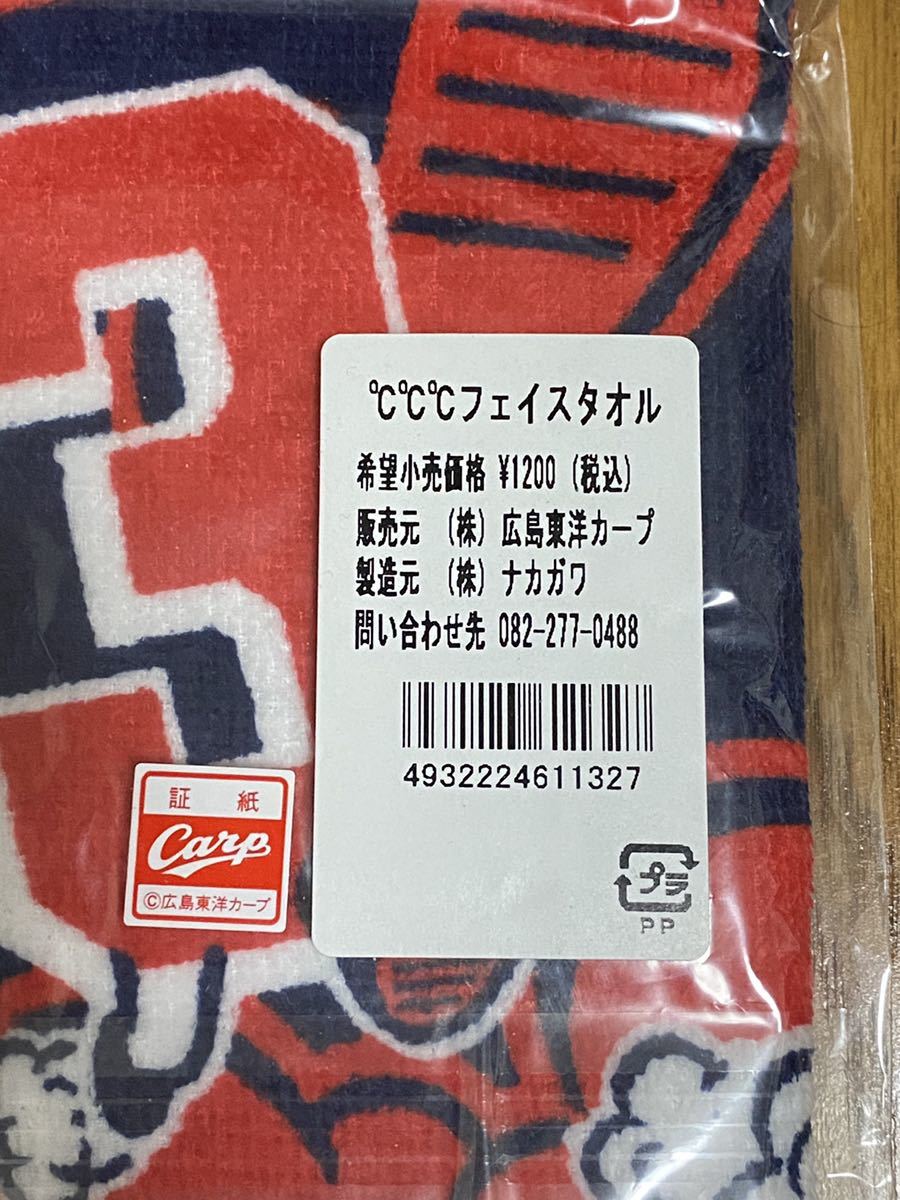 ℃℃℃フェイスタオル
希望小売価格 ¥1200 (税込)
販売元 (株) 広島東洋カープ
製造元 (株) ナカガワ
問い合わせ先 082-277-0488
4932224611327
プラ
PP
証 紙
Carp
©広島東洋カープ